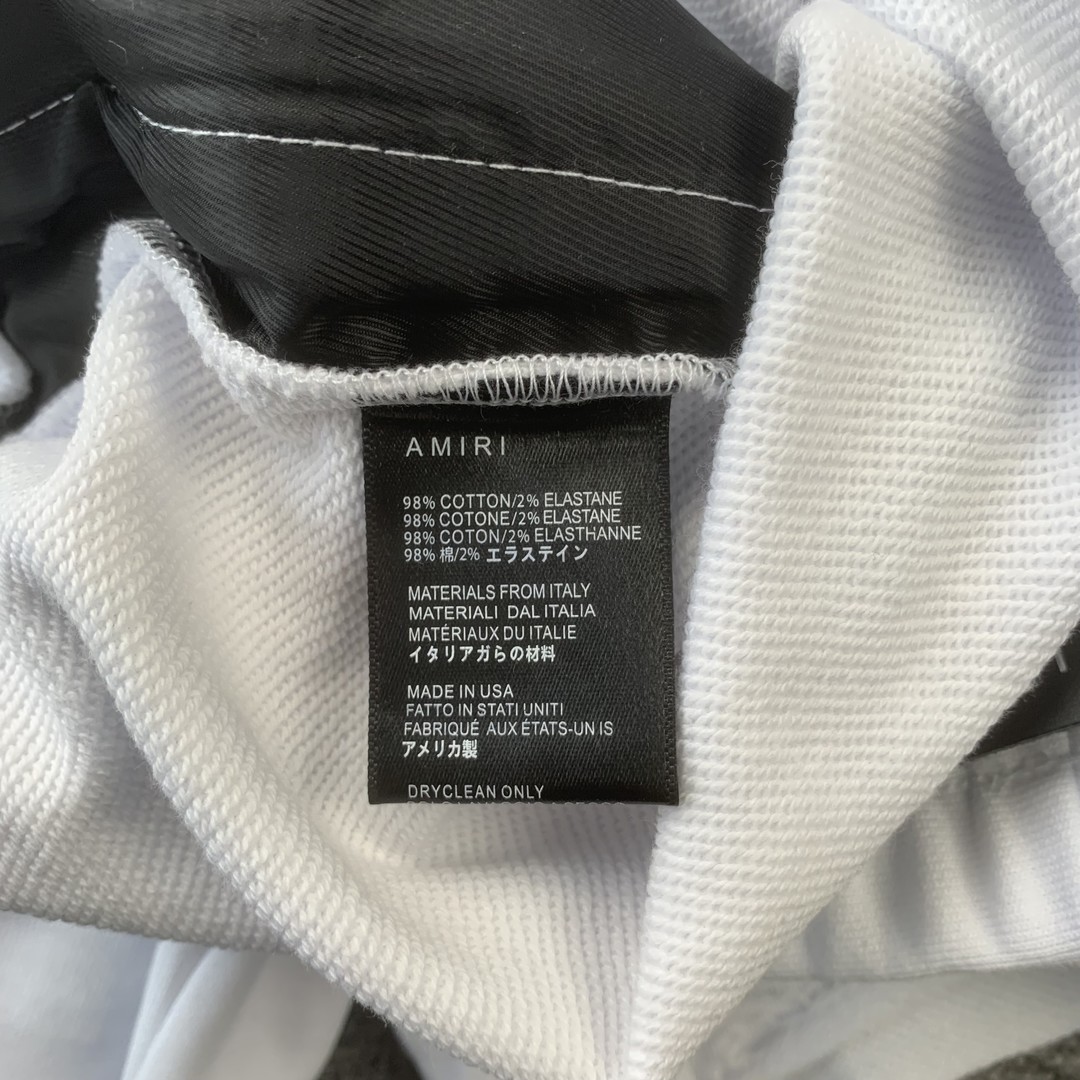 AMIRI
98% COTTON/2% ELASTANE
98% COTONE/2% ELASTANE
98% COTON/2% ELASTHANNE
98% 棉/2% エラステイン
MATERIALS FROM ITALY
MATERIALI DAL ITALIA
MATÉRIAUX DU ITALIE
イタリアガらの材料
MADE IN USA
FATTO IN STATI UNITI
FABRIQUÉ AUX ÉTATS-UN IS
アメリカ製
DRYCLEAN ONLY